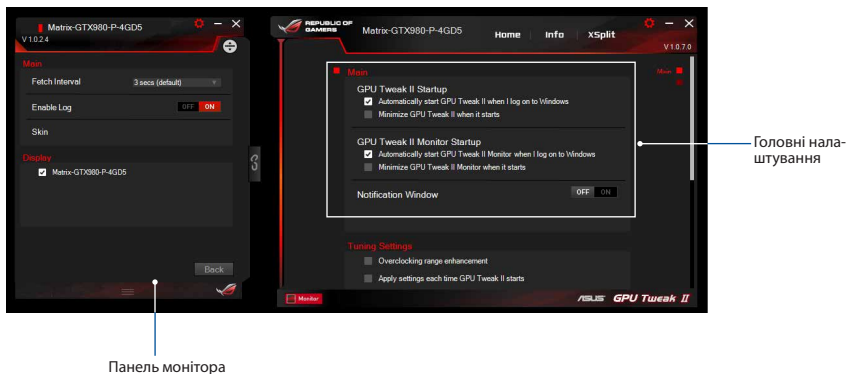 Matrix-GTX980-P-4GD5
V 1.0.2.4
Main
Fetch Interval
3 secs (default)
Enable Log
OFF ON
Skin
Display
Matrix-GTX980-P-4GD5
Back
REPUBLIC OF
GAMERS
Matrix-GTX980-P-4GD5
Home
Info
XSplit
V 1.0.7.0
Main
GPU Tweak II Startup
Automatically start GPU Tweak II when I log on to Windows
Minimize GPU Tweak II when it starts
GPU Tweak II Monitor Startup
Automatically start GPU Tweak II Monitor when I log on to Windows
Minimize GPU Tweak II Monitor when it starts
Notification Window
OFF ON
Tuning Settings
Overclocking range enhancement
Apply settings each time GPU Tweak II starts
Main
Monitor
ASUS GPU Tweak II
Головні нала-
штування
Панель монітора